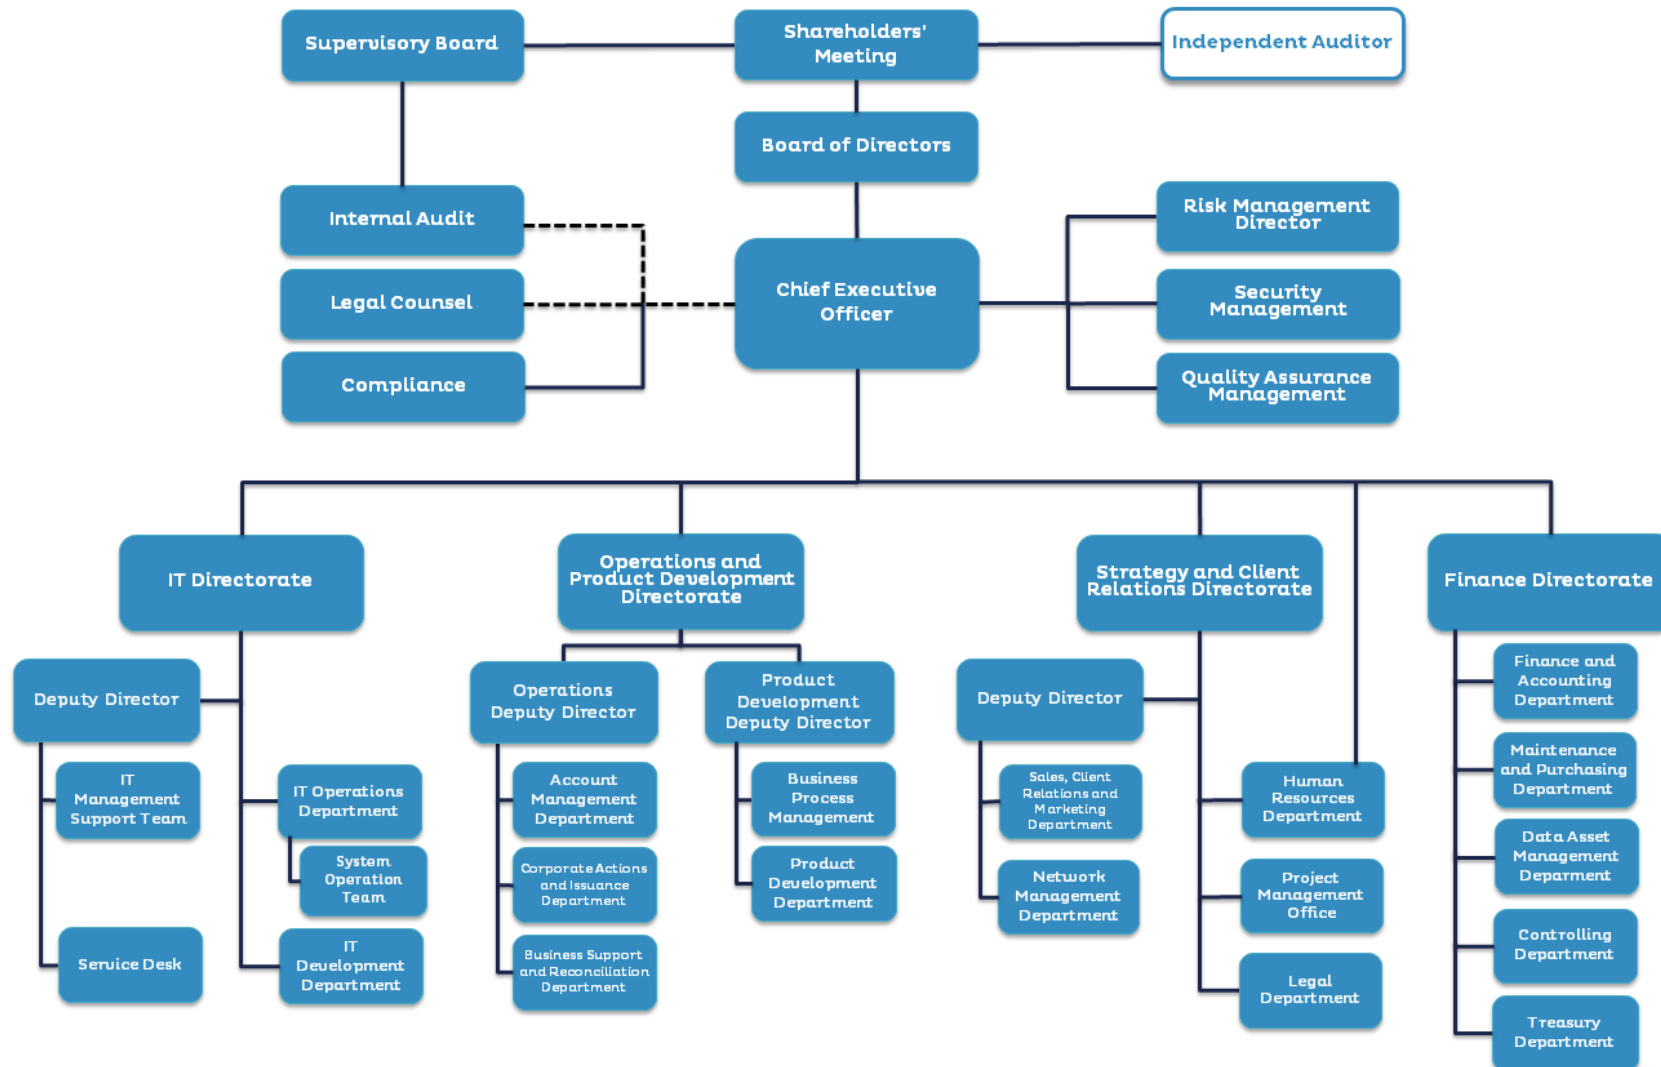 Supervisory Board
Shareholders'
Meeting
Independent Auditor
Board of Directors
Internal Audit
Legal Counsel
Compliance
Chief Executive
Officer
Risk Management
Director
Security
Management
Quality Assurance
Management
IT Directorate
Operations and
Product Development
Directorate
Strategy and Client
Relations Directorate
Finance Directorate
Deputy Director
IT
Management
Support Team
Service Desk
IT Operations
Department
System
Operation
Team
IT
Development
Department
Operations
Deputy Director
Account
Management
Department
Corporate Actions
and Issuance
Department
Business Support
and Reconciliation
Department
Product
Development
Deputy Director
Business
Process
Management
Product
Development
Department
Deputy Director
Sales, Client
Relations and
Marketing
Department
Network
Management
Department
Human
Resources
Department
Project
Management
Office
Legal
Department
Finance and
Accounting
Department
Maintenance
and Purchasing
Department
Data Asset
Management
Deparment
Controlling
Department
Treasury
Department